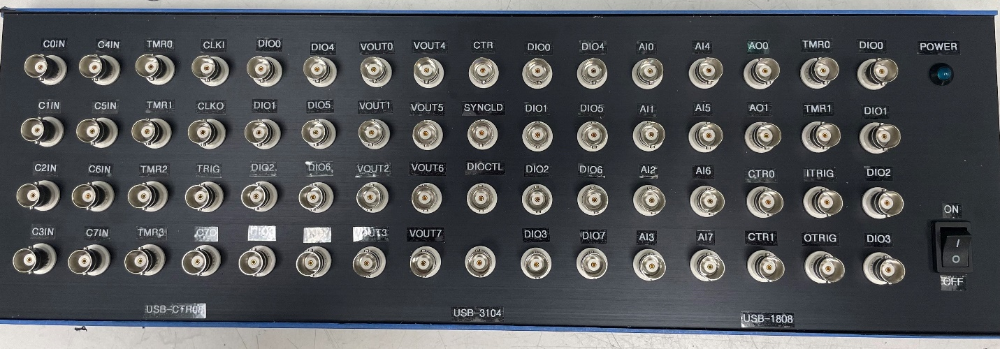 C0IN C4IN TMR0 CLKI DIO0 DIO4 VOUT0 VOUT4 CTR DIO0 DIO4 AI0 AI4 AO0 TMR0 DIO0 POWER
C1IN C5IN TMR1 CLKO DIO1 DIO5 VOUT1 VOUT5 SYNCLD DIO1 DIO5 AI1 AI5 AO1 TMR1 DIO1
C2IN C6IN TMR2 TRIG DIO2 DIO6 VOUT2 VOUT6 DIOCTL DIO2 DIO6 AI2 AI6 CTR0 ITRIG DIO2
ON
C3IN C7IN TMR3 C7O VOUT3 VOUT7 DIO3 DIO7 AI3 AI7 CTR1 OTRIG DIO3
I
O
OFF
USB-CTR08 USB-3104 USB-1808